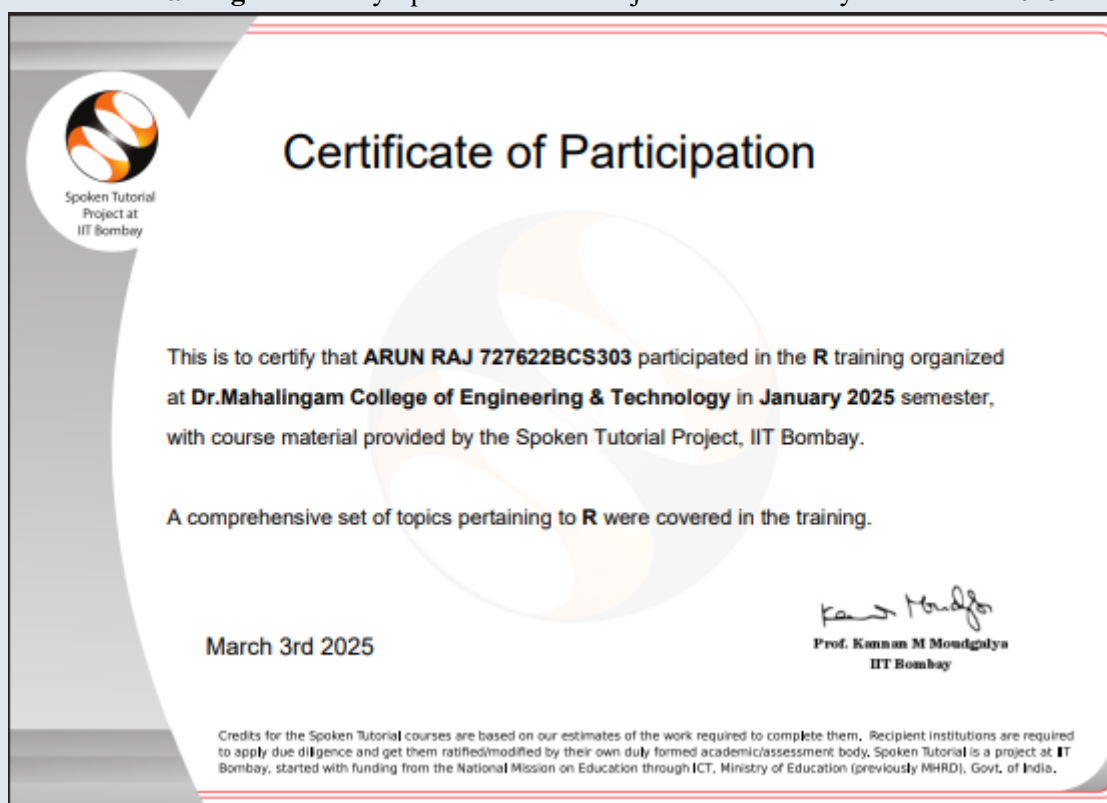 Spoken Tutorial
Project at
IIT Bombay
Certificate of Participation
This is to certify that ARUN RAJ 727622BCS303 participated in the R training organized
at Dr.Mahalingam College of Engineering & Technology in January 2025 semester,
with course material provided by the Spoken Tutorial Project, IIT Bombay.
A comprehensive set of topics pertaining to R were covered in the training.
March 3rd 2025
Prof. Kannan M Moudgalya
IIT Bombay
Credits for the Spoken Tutorial courses are based on our estimates of the work required to complete them. Recipient institutions are required
to apply due diligence and get them ratified/modified by their own duly formed academic/assessment body. Spoken Tutorial is a project at IIT
Bombay, started with funding from the National Mission on Education through ICT, Ministry of Education (previously MHRD), Govt. of India.